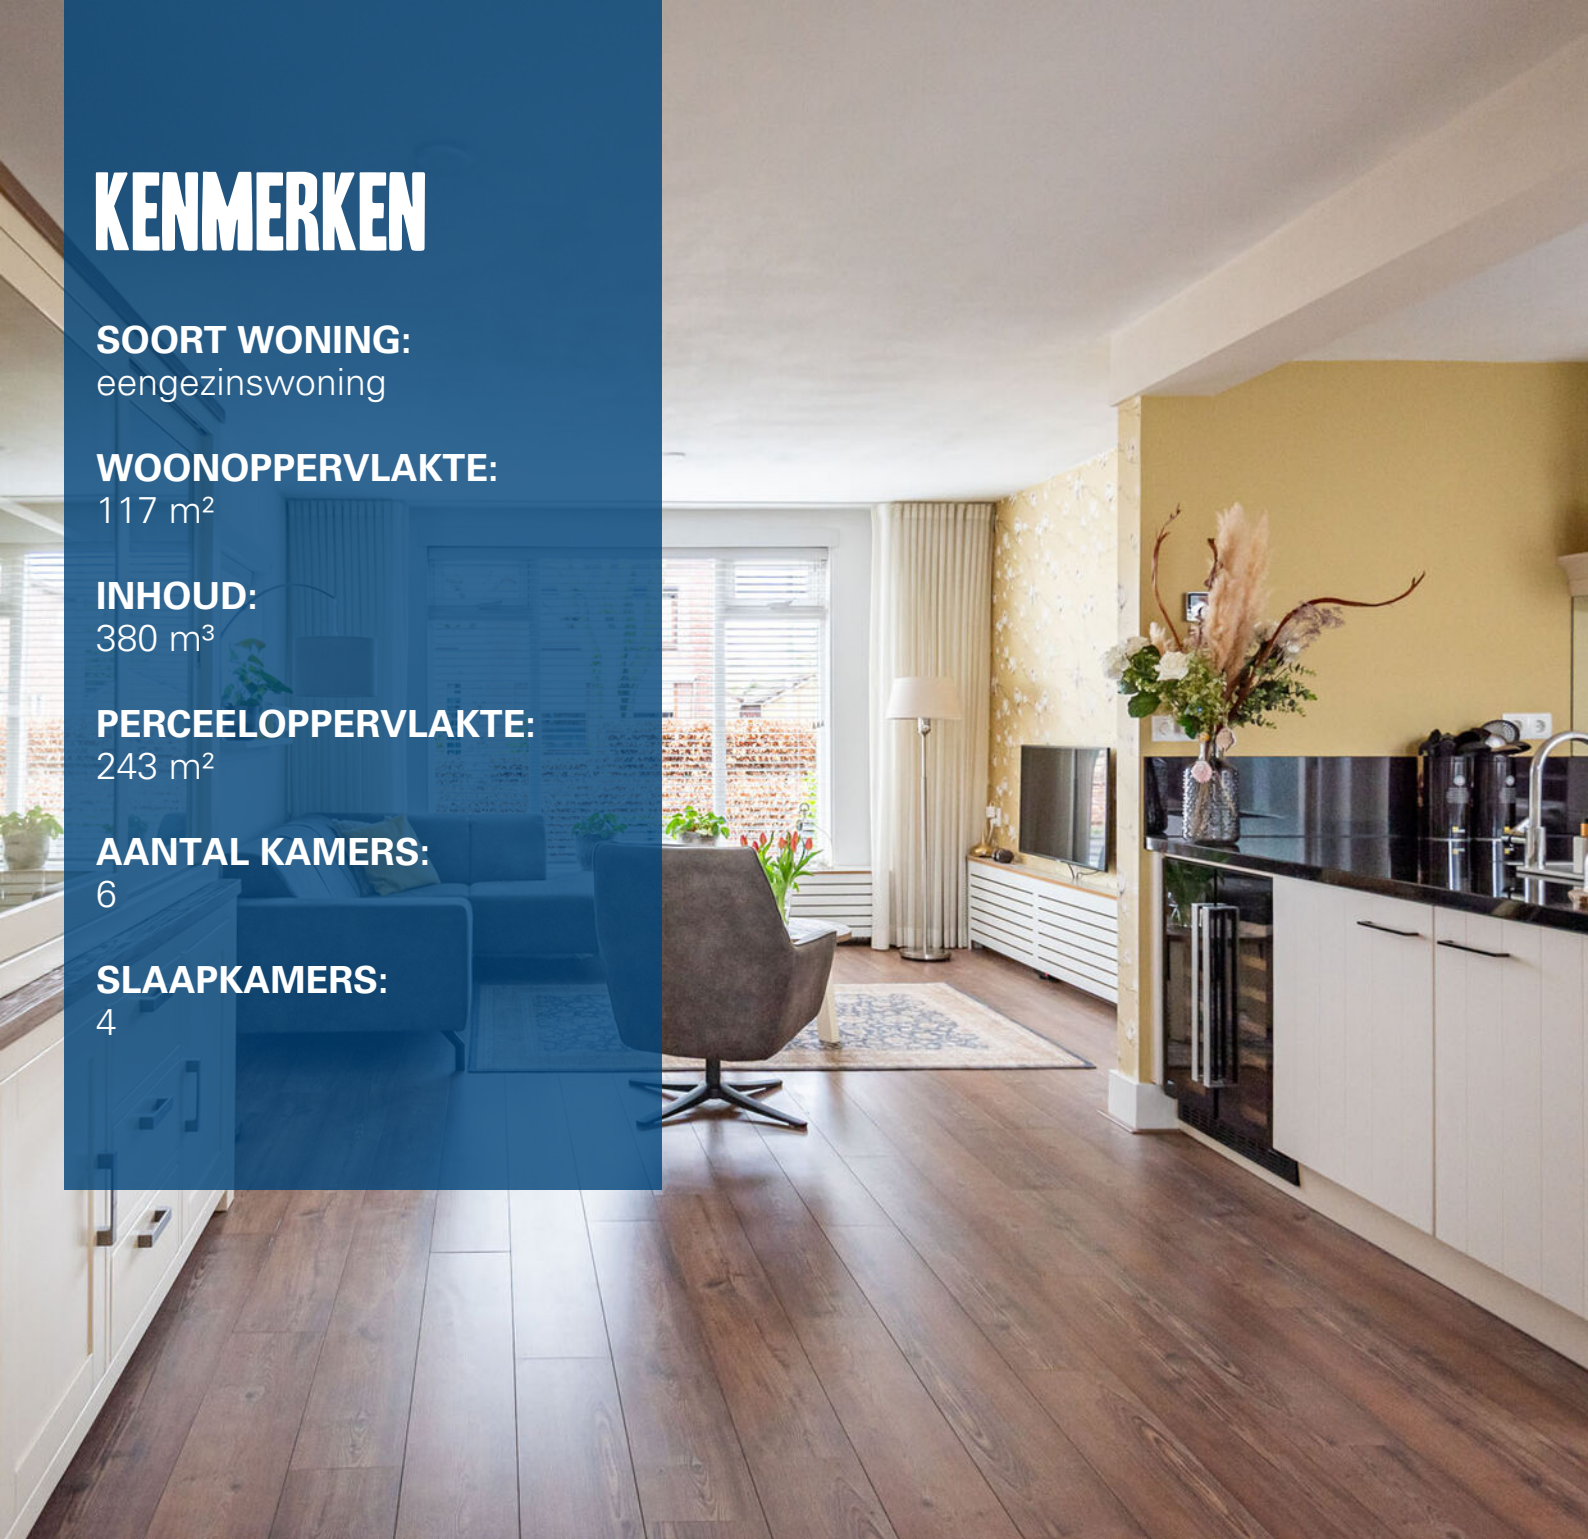 KENMERKEN
SOORT WONING:
eengezinswoning
WOONOPPERVLAKTE:
117 m²
INHOUD:
380 m³
PERCEELOPPERVLAKTE:
243 m²
AANTAL KAMERS:
6
SLAAPKAMERS:
4